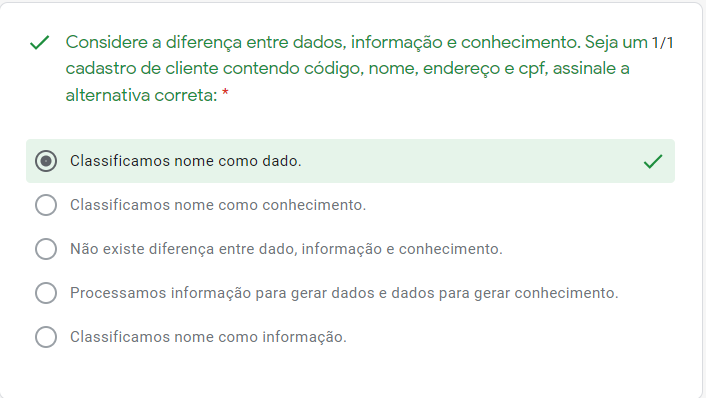 Considere a diferença entre dados, informação e conhecimento. Seja um 1/1
cadastro de cliente contendo código, nome, endereço e cpf, assinale a
alternativa correta: *
Classificamos nome como dado.
Classificamos nome como conhecimento.
Não existe diferença entre dado, informação e conhecimento.
Processamos informação para gerar dados e dados para gerar conhecimento.
Classificamos nome como informação.